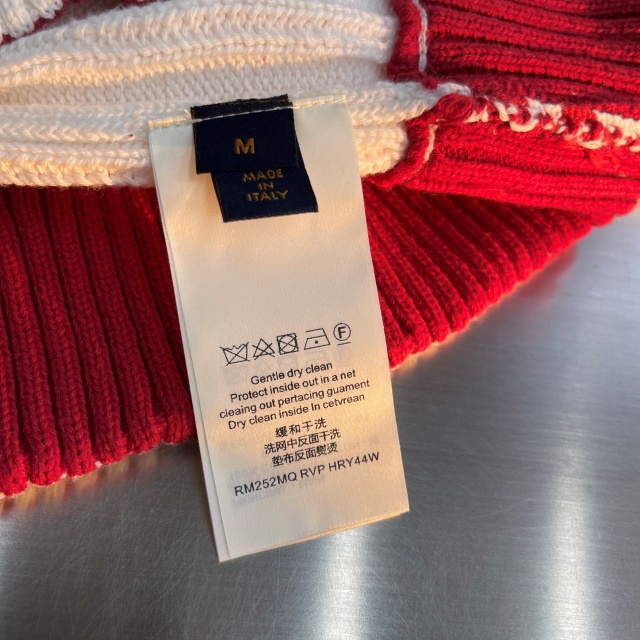 M
MADE
IN
ITALY
F
Gentle dry clean
Protect inside out in a net
cleaing out pertacing guament
Dry clean inside In cetvrean
缓和干洗
洗网中反面干洗
垫布反面熨烫
RM252MQ RVP HRY44W